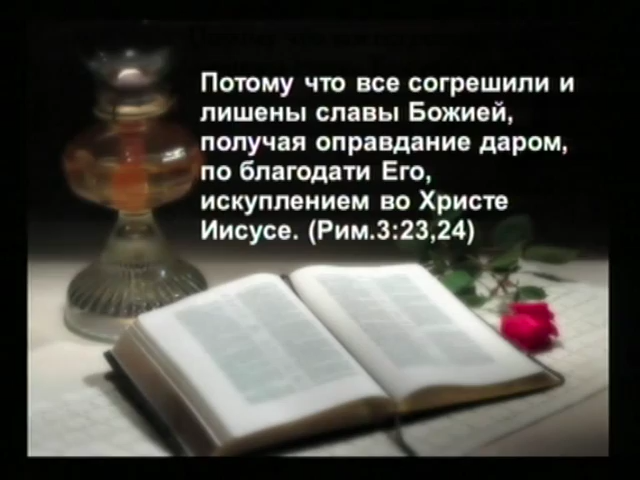 Потому что все согрешили и
лишены славы Божией,
получая оправдание даром,
по благодати Его,
искуплением во Христе
Иисусе. (Рим.3:23,24)